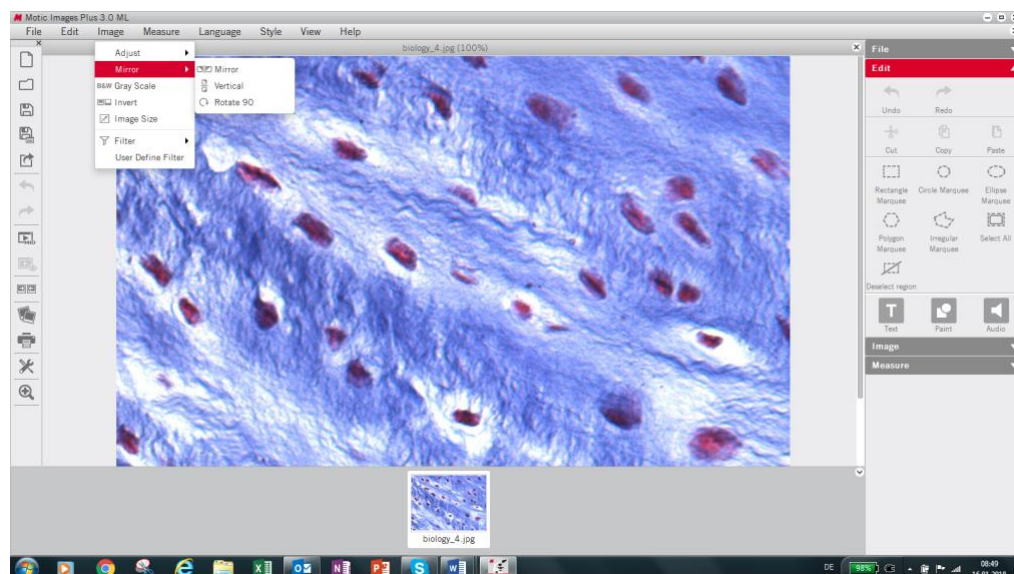 Motic Images Plus 3.0 ML
File Edit Image Measure Language Style View Help
biology_4.jpg (100%)
Adjust
Mirror
B&W Gray Scale
Invert
Image Size
Filter
User Define Filter
Mirror
Vertical
Rotate 90
File
Edit
Undo Redo
Cut Copy Paste
Rectangle Marquee Circle Marquee Ellipse Marquee
Polygon Marquee Irregular Marquee Select All
Deselect region
T
Text Paint Audio
Image
Measure
biology_4.jpg
DE 98% 08:49
16.01.2019